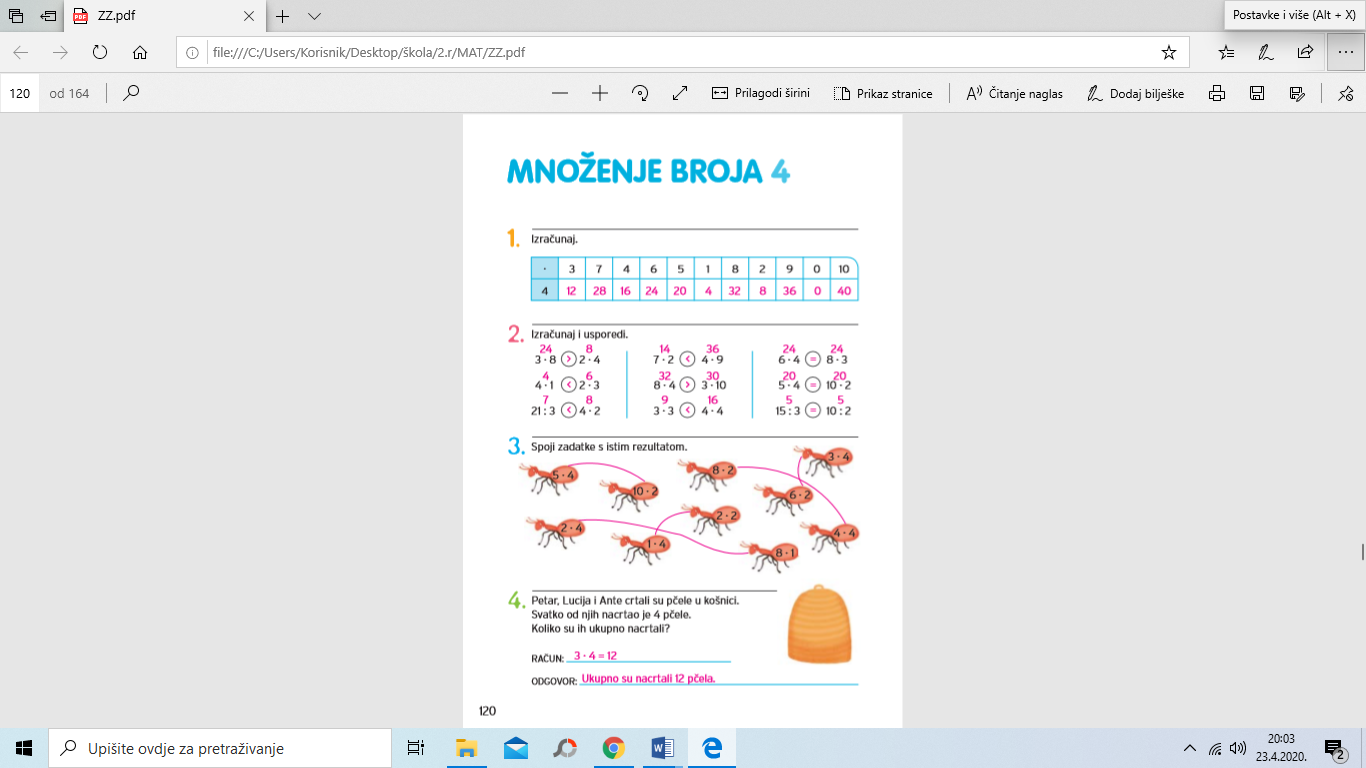 ZZ.pdf
Postavke i više (Alt + X)
file:///C:/Users/Korisnik/Desktop/škola/2.r/MAT/ZZ.pdf
120 od 164 Prilagodi širini Prikaz stranice Čitanje naglas Dodaj bilješke
MNOŽENJE BROJA 4
1. Izračunaj.
· 3 7 4 6 5 1 8 2 9 0 10
4 12 28 16 24 20 4 32 8 36 0 40
2. Izračunaj i usporedi.
24 8 14 36 24 24
3 · 8 > 2 · 4 7 · 2 < 4 · 9 6 · 4 = 8 · 3
4 6 32 30 20 20
4 · 1 < 2 · 3 8 · 4 > 3 · 10 5 · 4 = 10 · 2
7 8 9 16 5 5
21 : 3 < 4 · 2 3 · 3 < 4 · 4 15 : 3 = 10 : 2
3. Spoji zadatke s istim rezultatom.
3 · 4
5 · 4 8 · 2
10 · 2 6 · 2
2 · 4 2 · 2 4 · 4
1 · 4 8 · 1
4. Petar, Lucija i Ante crtali su pčele u košnici.
Svatko od njih nacrtao je 4 pčele.
Koliko su ih ukupno nacrtali?
RAČUN: 3 · 4 = 12
ODGOVOR: Ukupno su nacrtali 12 pčela.
120
Upišite ovdje za pretraživanje
20:03
23.4.2020.
2